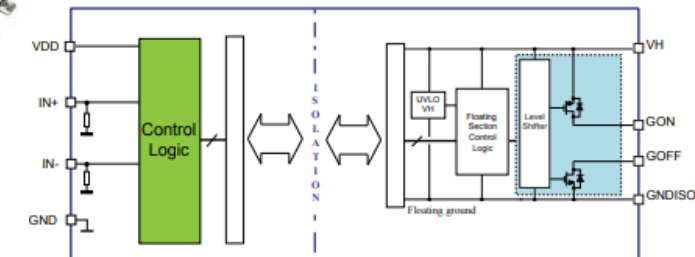 VDD
IN+
IN-
GND
Control
Logic
ISOLATION
UVLO
VH
Floating
Section
Control
Logic
Level
Shifter
Floating ground
VH
GON
GOFF
GNDISO